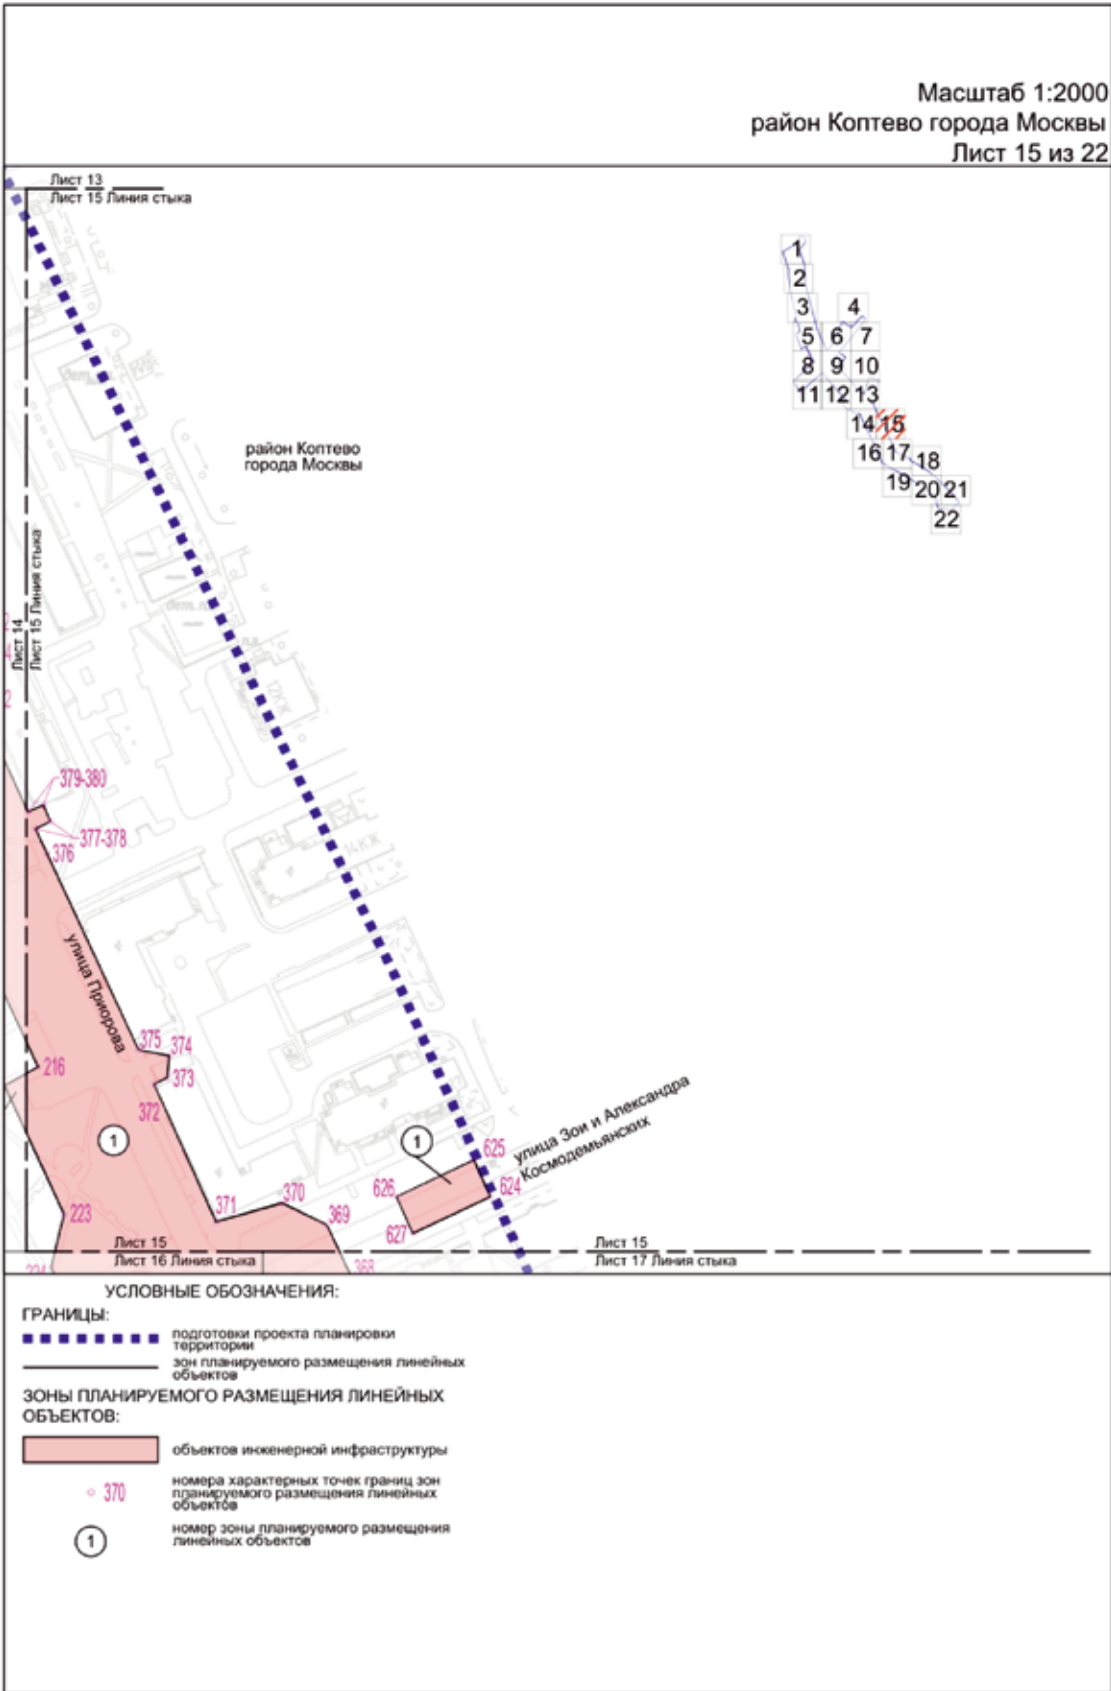 Масштаб 1:2000
район Коптево города Москвы
Лист 15 из 22
Лист 13
Лист 15 Линия стыка
1
2
3
4
5
6
7
8
9
10
11
12
13
14
15
16
17
18
19
20
21
22
район Коптево
города Москвы
Лист 14
Лист 15 Линия стыка
4
2
12КЖ
379-380
377-378
376
14КЖ
улица Приорова
375
374
373
372
216
1
1
улица Зои и Александра
Космодемьянских
625
624
626
627
223
371
370
369
368
224
Лист 15
Лист 16 Линия стыка
Лист 15
Лист 17 Линия стыка
УСЛОВНЫЕ ОБОЗНАЧЕНИЯ:
ГРАНИЦЫ:
подготовки проекта планировки
территории
зон планируемого размещения линейных
объектов
ЗОНЫ ПЛАНИРУЕМОГО РАЗМЕЩЕНИЯ ЛИНЕЙНЫХ
ОБЪЕКТОВ:
объектов инженерной инфраструктуры
370
номера характерных точек границ зон
планируемого размещения линейных
объектов
1
номер зоны планируемого размещения
линейных объектов